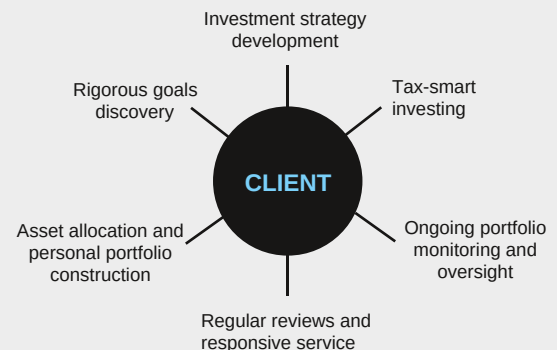 Investment strategy
development
Rigorous goals
discovery
Tax-smart
investing
CLIENT
Asset allocation and
personal portfolio
construction
Ongoing portfolio
monitoring and
oversight
Regular reviews and
responsive service